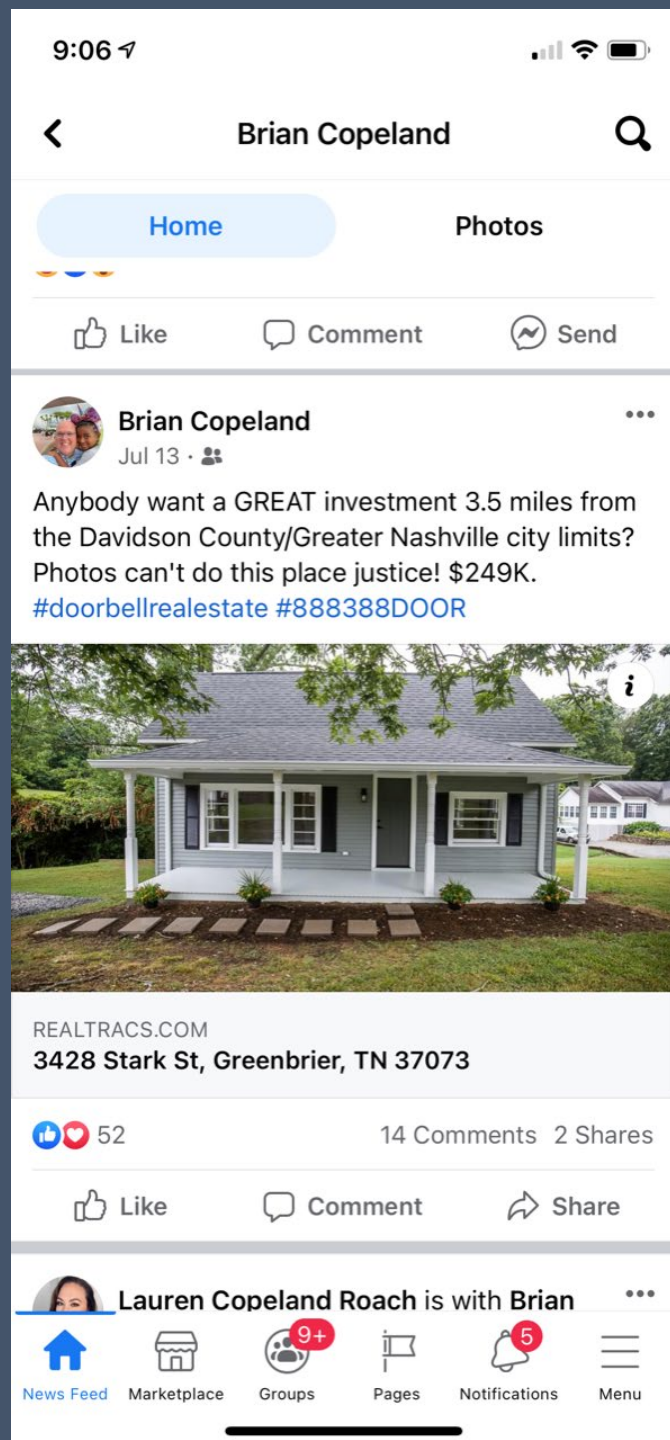 9:06
Brian Copeland
Home Photos
Like Comment Send
Brian Copeland
Jul 13 ·
Anybody want a GREAT investment 3.5 miles from
the Davidson County/Greater Nashville city limits?
Photos can't do this place justice! $249K.
#doorbellrealestate #888388DOOR
i
REALTRACS.COM
3428 Stark St, Greenbrier, TN 37073
52 14 Comments 2 Shares
Like Comment Share
Lauren Copeland Roach is with Brian
9+ 5
News Feed Marketplace Groups Pages Notifications Menu